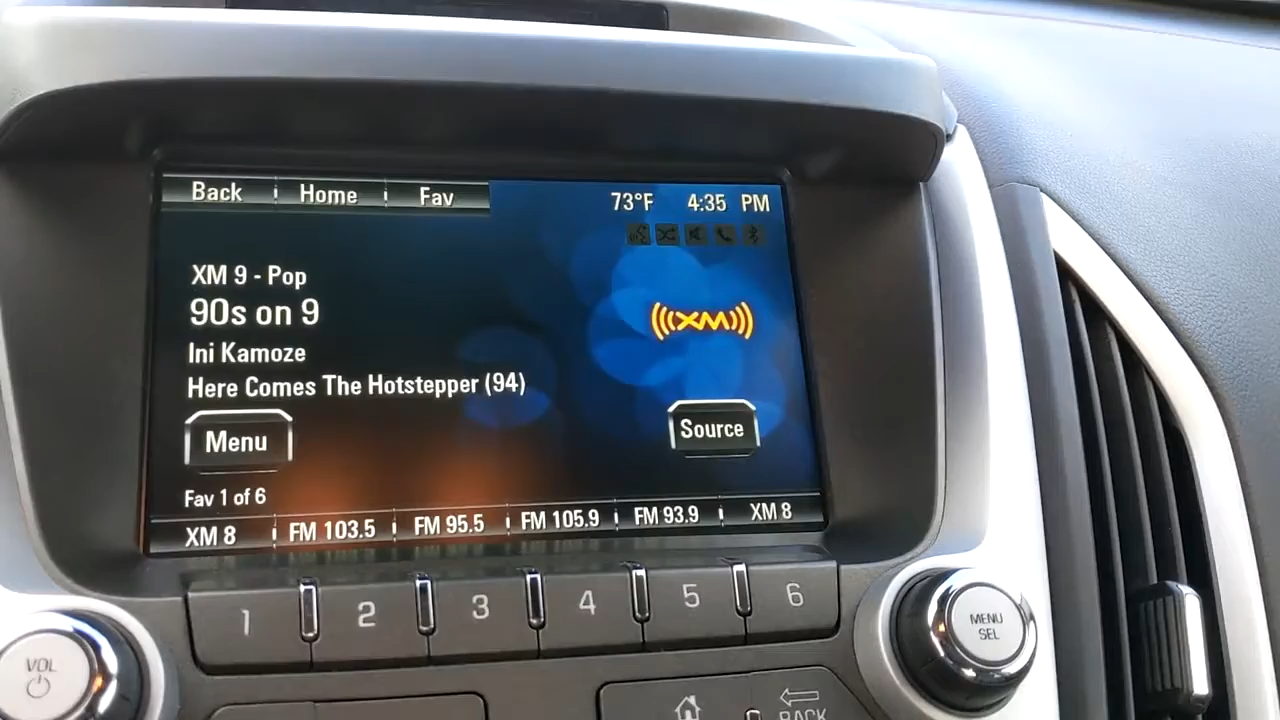 Back Home Fav 73°F 4:35 PM
XM 9 - Pop
90s on 9
XM
Ini Kamoze
Here Comes The Hotstepper (94)
Menu
Source
Fav 1 of 6
XM 8 FM 103.5 FM 95.5 FM 105.9 FM 93.9 XM 8
1 2 3 4 5 6
VOL
MENU
SEL
BACK